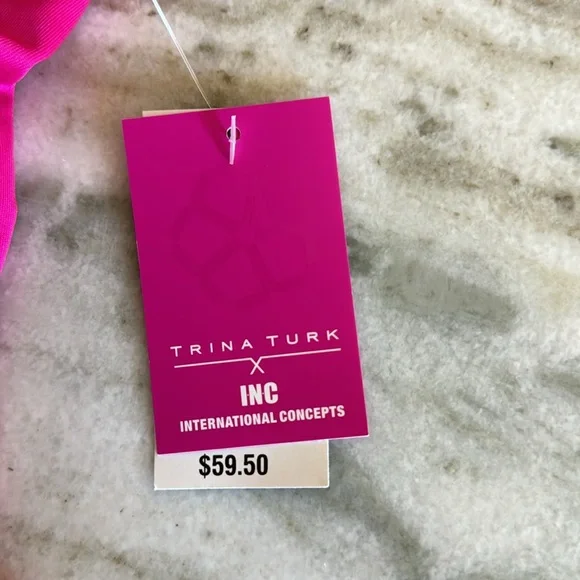 TRINA TURK
X
INC
INTERNATIONAL CONCEPTS
$59.50